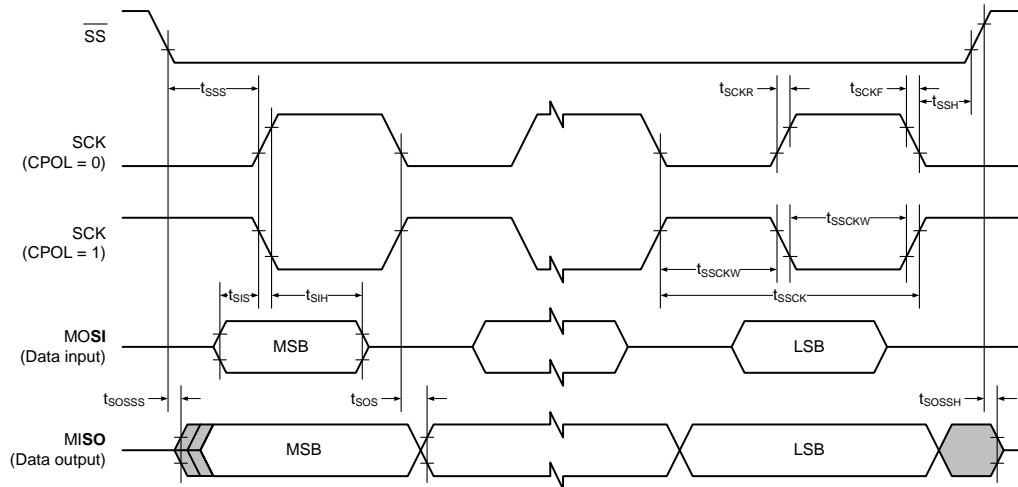 SS
tSSS
tSCKR
tSCKF
tSSH
SCK
(CPOL = 0)
SCK
(CPOL = 1)
tSSCKW
tSSCKW
tSSCK
tSIS
tSIH
MOSI
(Data input)
MSB
LSB
tSOSSS
tSOS
tSOSSH
MISO
(Data output)
MSB
LSB